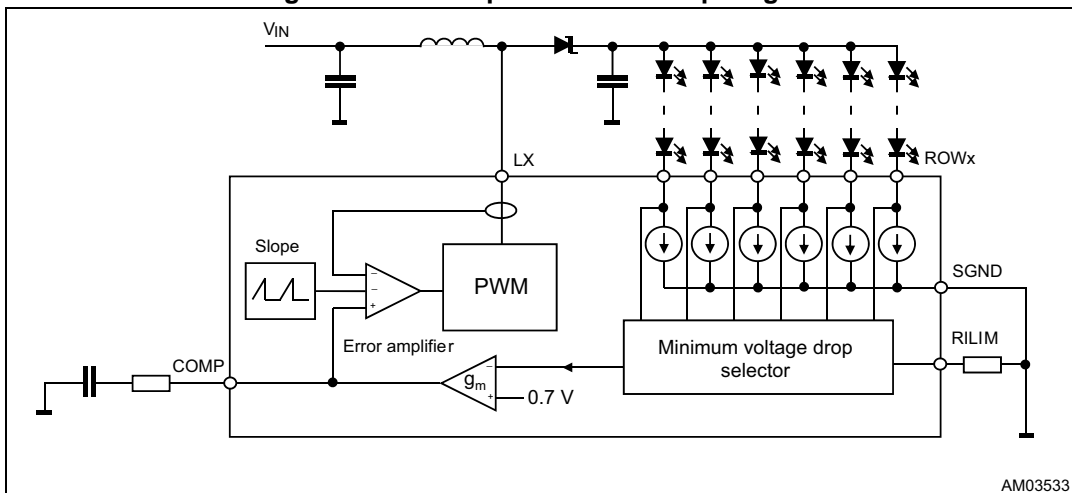 VIN
LX
ROWx
Slope
PWM
SGND
Error amplifier
Minimum voltage drop
selector
RILIM
COMP
gm
0.7 V
AM03533